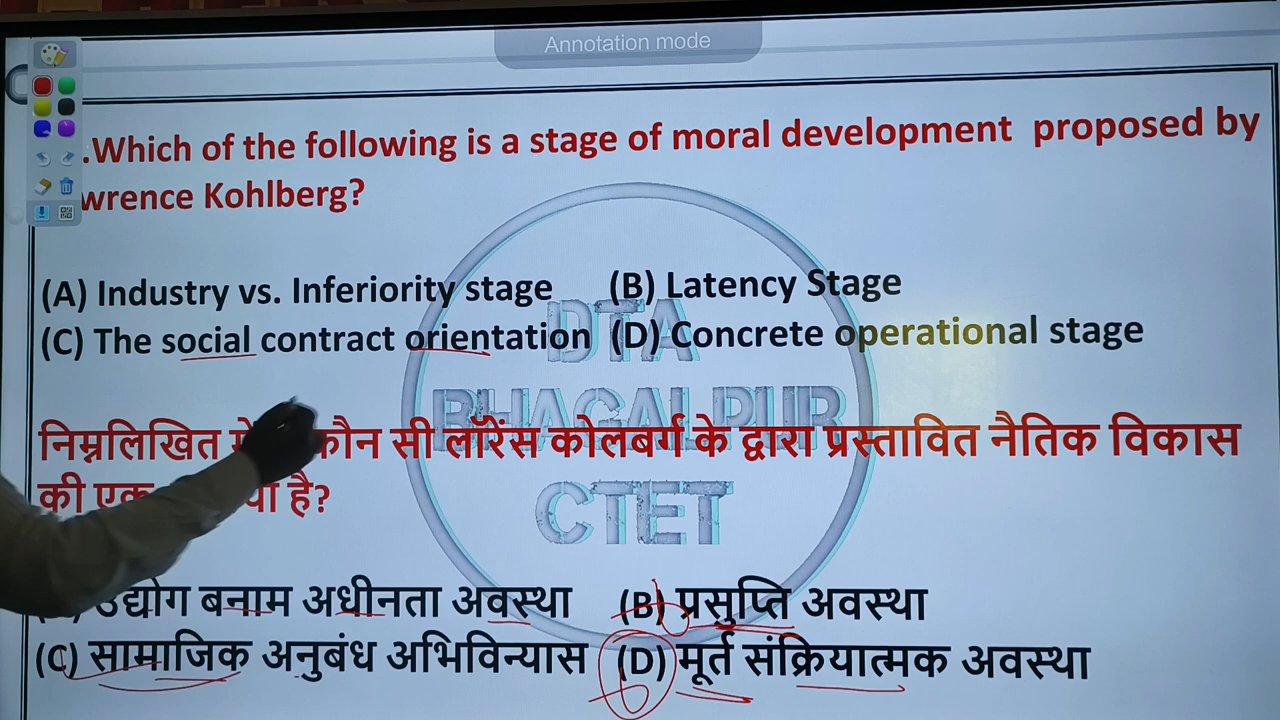 Annotation mode
.Which of the following is a stage of moral development proposed by
wrence Kohlberg?
(A) Industry vs. Inferiority stage (B) Latency Stage
(C) The social contract orientation (D) Concrete operational stage
DTA
BHAGALPUR
CTET
निम्नलिखित कौन सी लॉरेंस कोलबर्ग के द्वारा प्रस्तावित नैतिक विकास
की एक है?
उद्योग बनाम अधीनता अवस्था (B) प्रसुप्ति अवस्था
(C) सामाजिक अनुबंध अभिविन्यास (D) मूर्त संक्रियात्मक अवस्था